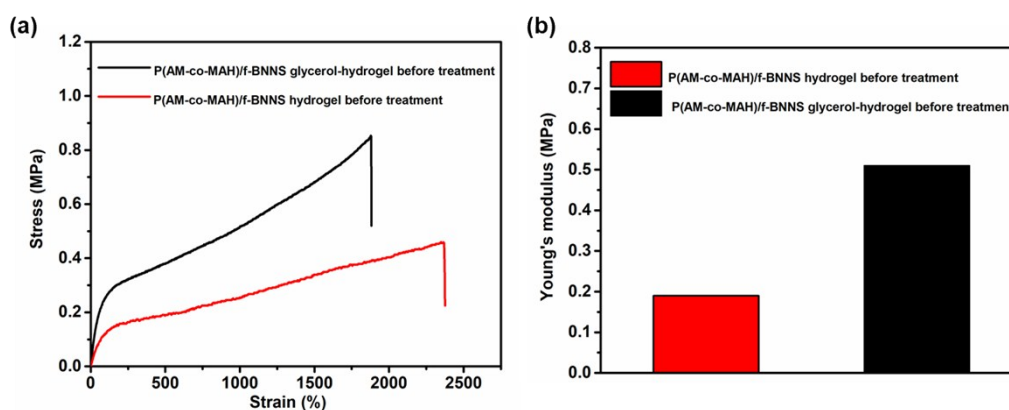 (a)
1.2
1.0
0.8
0.6
0.4
0.2
0.0
Stress (MPa)
P(AM-co-MAH)/f-BNNS glycerol-hydrogel before treatment
P(AM-co-MAH)/f-BNNS hydrogel before treatment
0 500 1000 1500 2000 2500
Strain (%)
(b)
0.8
0.7
0.6
0.5
0.4
0.3
0.2
0.1
0.0
Young's modulus (MPa)
P(AM-co-MAH)/f-BNNS hydrogel before treatment
P(AM-co-MAH)/f-BNNS glycerol-hydrogel before treatment